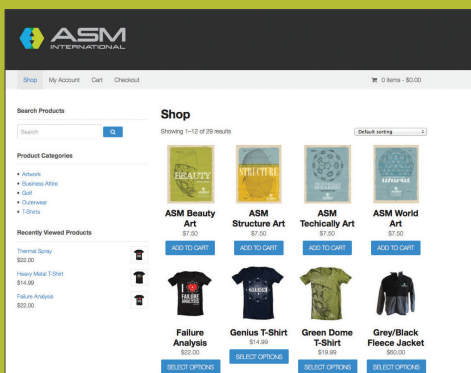 ASM
INTERNATIONAL
Shop My Account Cart Checkout
0 items - $0.00
Search Products
Search
Product Categories
Artwork
Business Attire
Golf
Outerwear
T-Shirts
Recently Viewed Products
Thermal Spray
$22.00
Heavy Metal T-Shirt
$14.99
Failure Analysis
$22.00
Shop
Showing 1–12 of 29 results
Default sorting
BEAUTY
STRUCTURE
world
ASM Beauty
Art
$7.50
ADD TO CART
ASM
Structure Art
$7.50
ADD TO CART
ASM
Techically Art
$7.50
ADD TO CART
ASM World
Art
$7.50
ADD TO CART
I
FAILURE
ANALYSIS
GENIUS
Failure
Analysis
$22.00
SELECT OPTIONS
Genius T-Shirt
$14.99
SELECT OPTIONS
Green Dome
T-Shirt
$19.99
SELECT OPTIONS
Grey/Black
Fleece Jacket
$60.00
SELECT OPTIONS